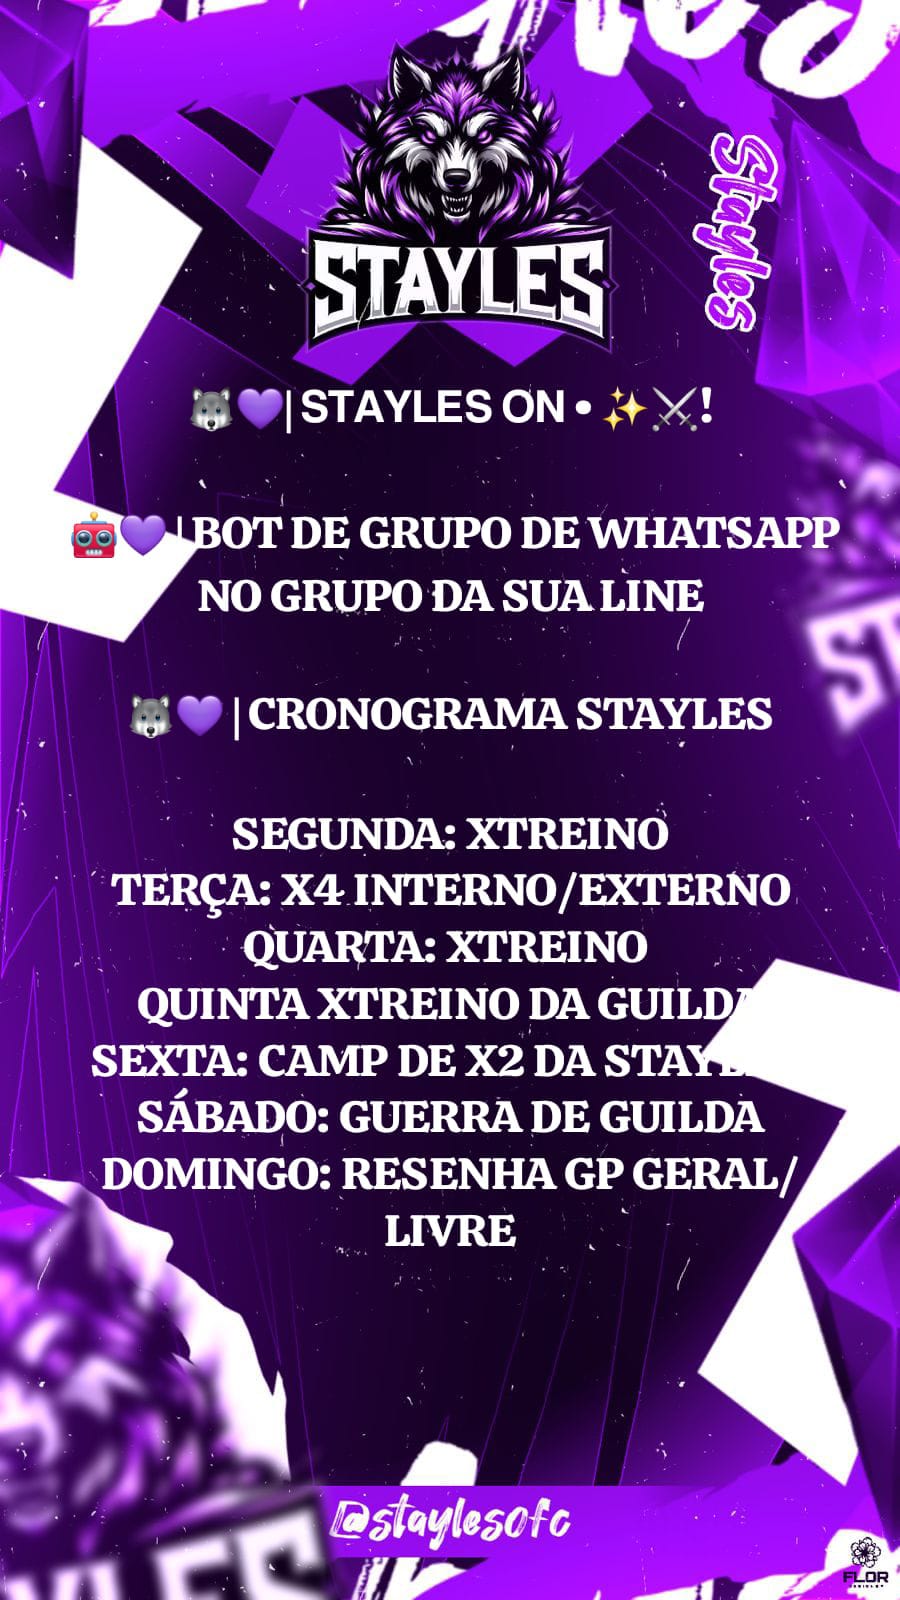 STAYLES
Stayles
🐺💜| STAYLES ON • ✨⚔!
🤖💜 | BOT DE GRUPO DE WHATSAPP
NO GRUPO DA SUA LINE
🐺💜 | CRONOGRAMA STAYLES
SEGUNDA: XTREINO
TERÇA: X4 INTERNO/EXTERNO
QUARTA: XTREINO
QUINTA XTREINO DA GUILDA
SEXTA: CAMP DE X2 DA
SÁBADO: GUERRA DE GUILDA
DOMINGO: RESENHA GP GERAL/
LIVRE
@staylesofc
FLOR